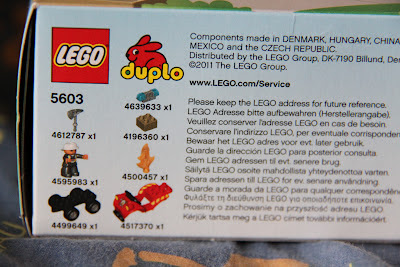 LEGO
duplo
Components made in DENMARK, HUNGARY, CHINA
MEXICO and the CZECH REPUBLIC.
Distributed by the LEGO Group, DK-7190 Billund, Den
©2011 The LEGO Group.
www.LEGO.com/Service
5603
4639633 x1
4612787 x1
4196360 x1
4595983 x1
4500457 x1
4499649 x1
4517370 x1
Please keep the LEGO address for future reference.
LEGO Adresse bitte aufbewahren (Herstellerangabe).
Veuillez conserver l'adresse LEGO en cas de besoin.
Conservare l'indirizzo LEGO, per eventuale corrisponden
Bewaar het LEGO adres voor evt. later gebruik.
Guarde la dirección LEGO para posterior consulta.
Gem LEGO adressen til evt. senere brug.
Säilytä LEGO osoite mahdollista yhteydenottoa varten.
Spara adressen till LEGO för ev. senare användning.
Guarde a morada da LEGO para qualquer correspondên
Φυλάξτε τη διεύθυνση LEGO για οποιαδήποτε επικοινωνία.
Prosimy o zachowanie na przyszłość adresu LEGO.
Kérjük tartsa meg a LEGO címét további információért.